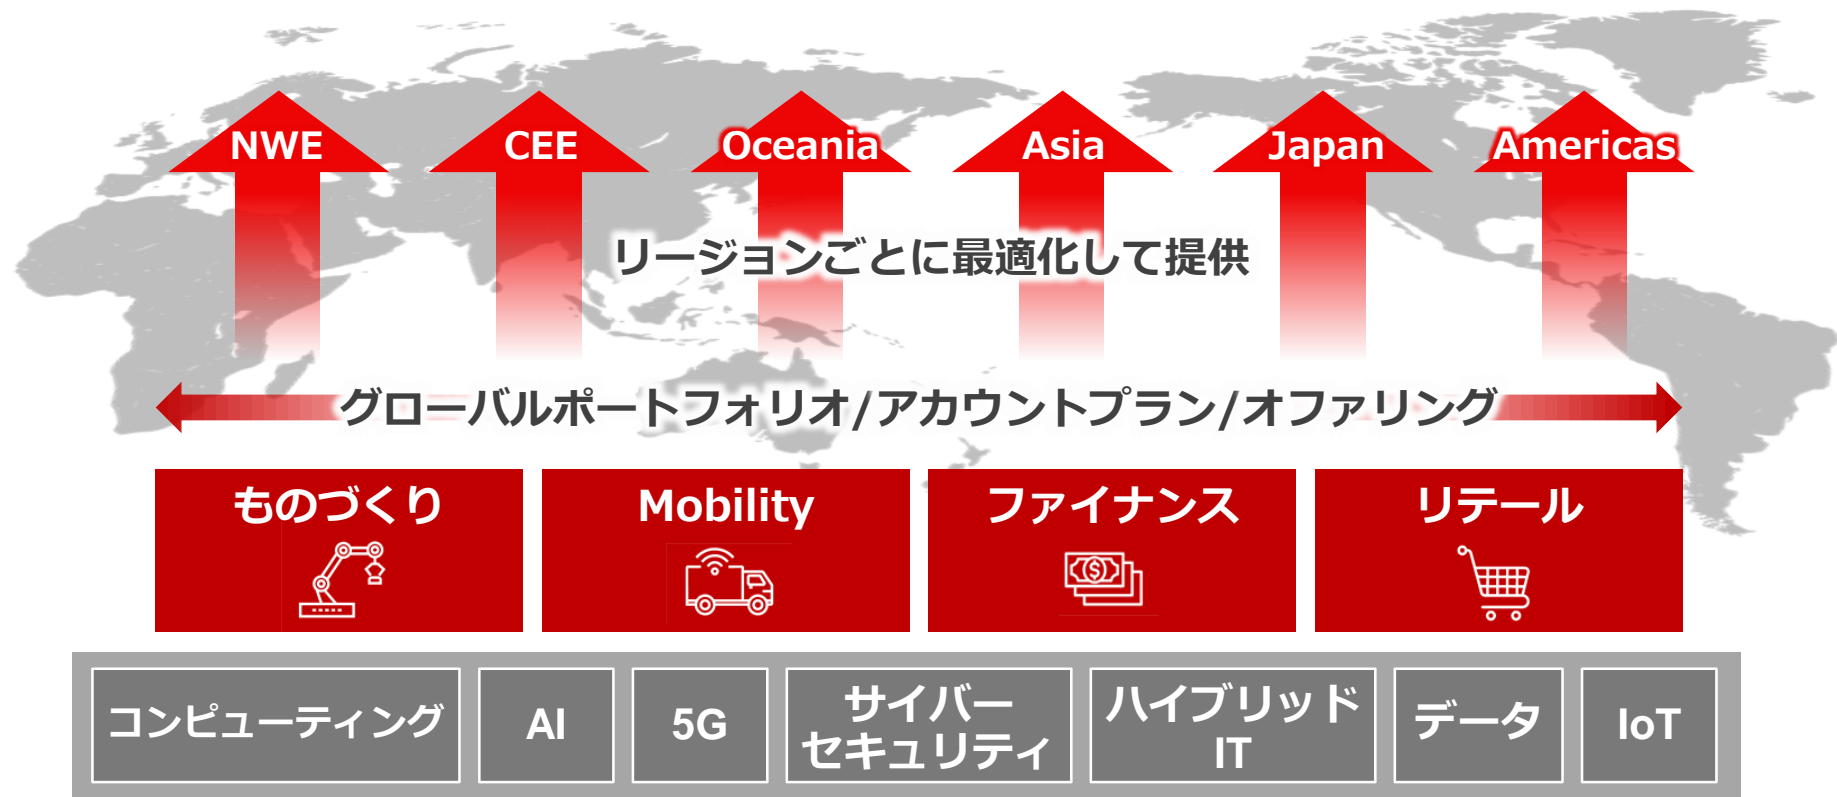 NWE
CEE
Oceania
Asia
Japan
Americas
リージョンごとに最適化して提供
グローバルポートフォリオ/アカウントプラン/オファリング
ものづくり
Mobility
ファイナンス
リテール
コンピューティング
AI
5G
サイバー
セキュリティ
ハイブリッド
IT
データ
IoT